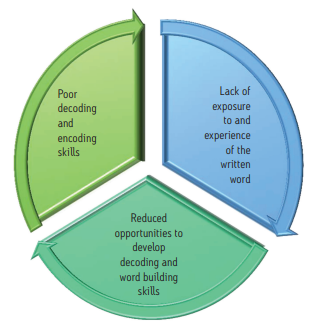 Poor
decoding
and
encoding
skills
Lack of
exposure
to and
experience
of the
written
word
Reduced
opportunities to
develop
decoding and
word building
skills